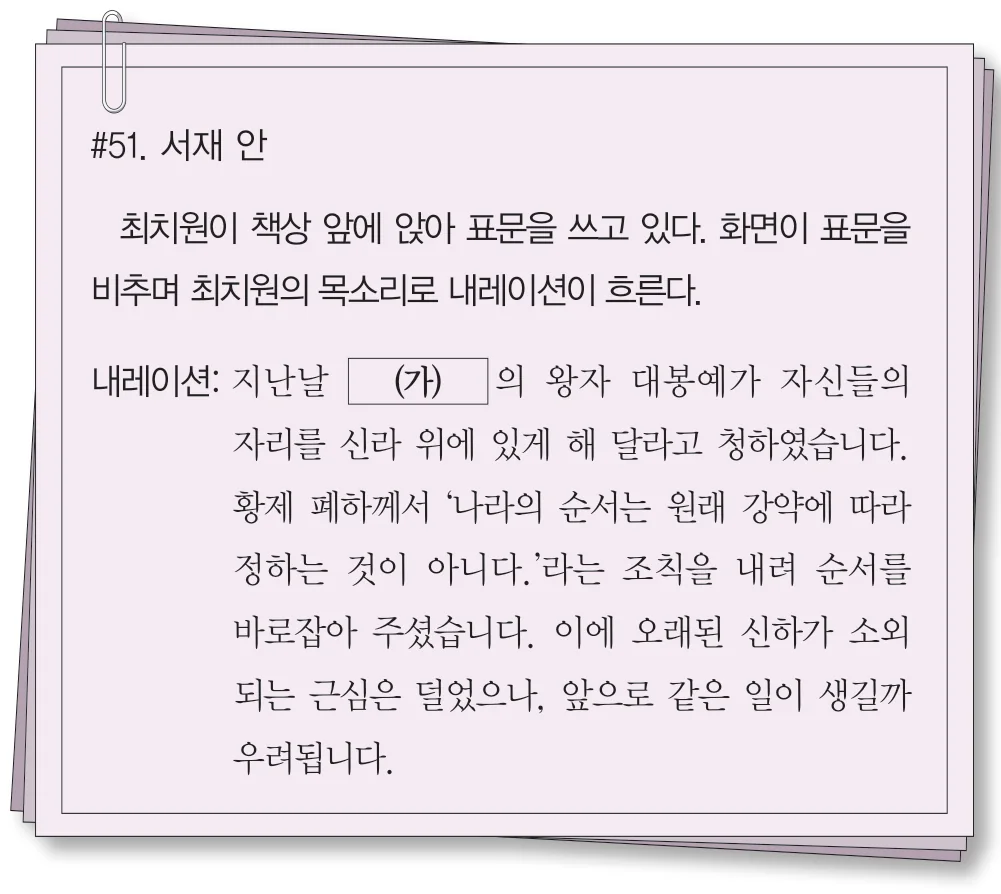 #51. 서재 안
최치원이 책상 앞에 앉아 표문을 쓰고 있다. 화면이 표문을
비추며 최치원의 목소리로 내레이션이 흐른다.
내레이션: 지난날 (가) 의 왕자 대봉예가 자신들의
자리를 신라 위에 있게 해 달라고 청하였습니다.
황제 폐하께서 ‘나라의 순서는 원래 강약에 따라
정하는 것이 아니다.’라는 조칙을 내려 순서를
바로잡아 주셨습니다. 이에 오래된 신하가 소외
되는 근심은 덜었으나, 앞으로 같은 일이 생길까
우려됩니다.